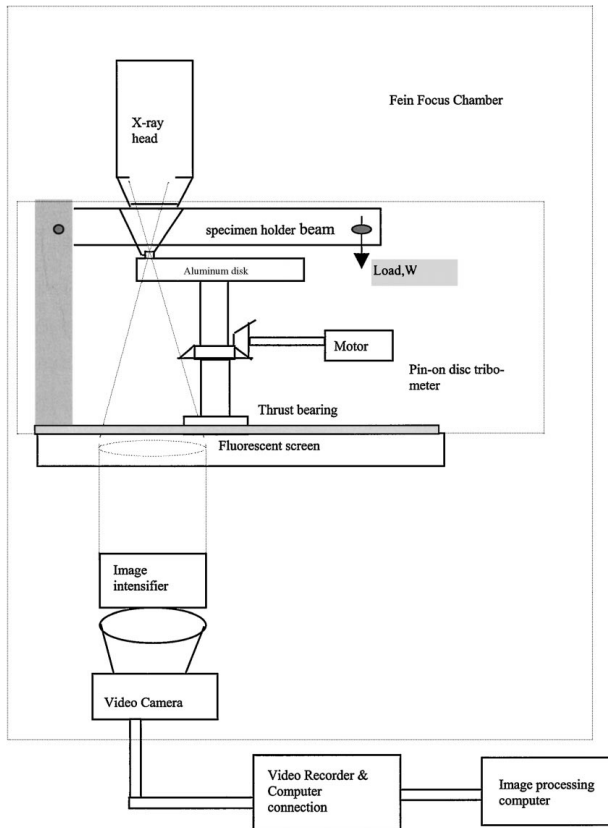 Fein Focus Chamber
X-ray
head
specimen holder beam
Load,W
Aluminum disk
Motor
Pin-on disc tribo-
meter
Thrust bearing
Fluorescent screen
Image
intensifier
Video Camera
Video Recorder &
Computer
connection
Image processing
computer